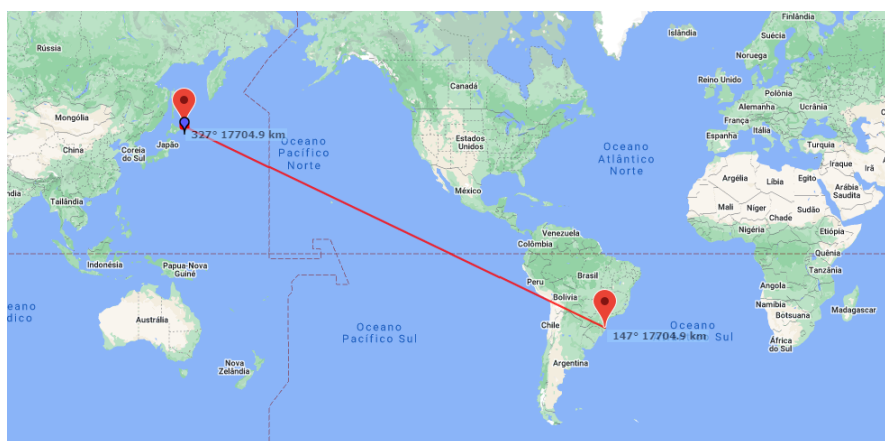 Islândia
Finlândia
Suécia
Noruega
Rússia
Canadá
Reino Unido
Polônia
Alemanha
Ucrânia
França
Mongólia
327° 17704.9 km
Estados
Unidos
Oceano
Pacífico
Norte
Oceano
Atlântico
Norte
Espanha
Itália
Turquia
China
Coreia
do Sul
Japão
Iraque
Irã
Argélia
Líbia
Egito
Arábia
Saudita
México
Mali
Níger
Sudão
Chade
Tailândia
Nigéria
Etiópia
Venezuela
Colômbia
Quênia
Indonésia
Papua-Nova
Guiné
Tanzânia
Brasil
Peru
Angola
Bolívia
Namíbia
Madagascar
Botsuana
eano
dico
Austrália
Oceano
Pacífico Sul
Chile
147° 17704.9 km
África
do Sul
Nova
Zelândia
Argentina